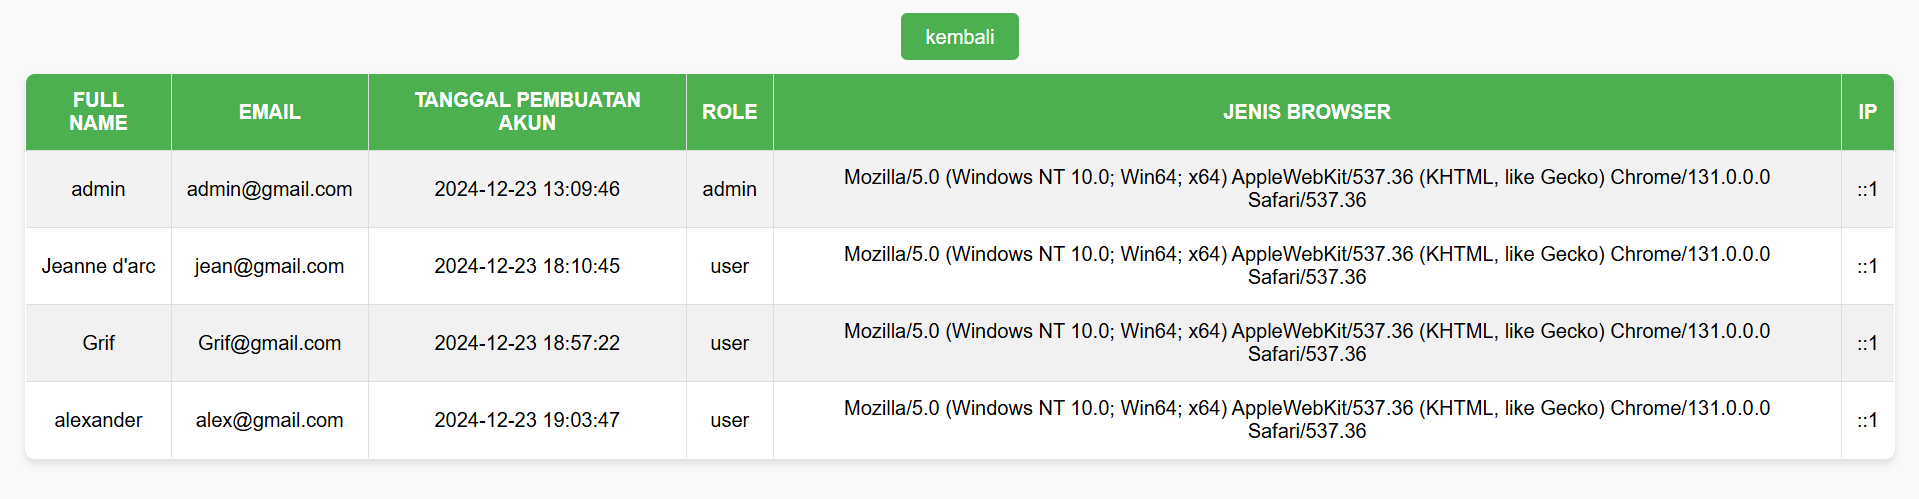 kembali
FULL NAME EMAIL TANGGAL PEMBUATAN AKUN ROLE JENIS BROWSER IP
admin admin@gmail.com 2024-12-23 13:09:46 admin Mozilla/5.0 (Windows NT 10.0; Win64; x64) AppleWebKit/537.36 (KHTML, like Gecko) Chrome/131.0.0.0 Safari/537.36 ::1
Jeanne d'arc jean@gmail.com 2024-12-23 18:10:45 user Mozilla/5.0 (Windows NT 10.0; Win64; x64) AppleWebKit/537.36 (KHTML, like Gecko) Chrome/131.0.0.0 Safari/537.36 ::1
Grif Grif@gmail.com 2024-12-23 18:57:22 user Mozilla/5.0 (Windows NT 10.0; Win64; x64) AppleWebKit/537.36 (KHTML, like Gecko) Chrome/131.0.0.0 Safari/537.36 ::1
alexander alex@gmail.com 2024-12-23 19:03:47 user Mozilla/5.0 (Windows NT 10.0; Win64; x64) AppleWebKit/537.36 (KHTML, like Gecko) Chrome/131.0.0.0 Safari/537.36 ::1